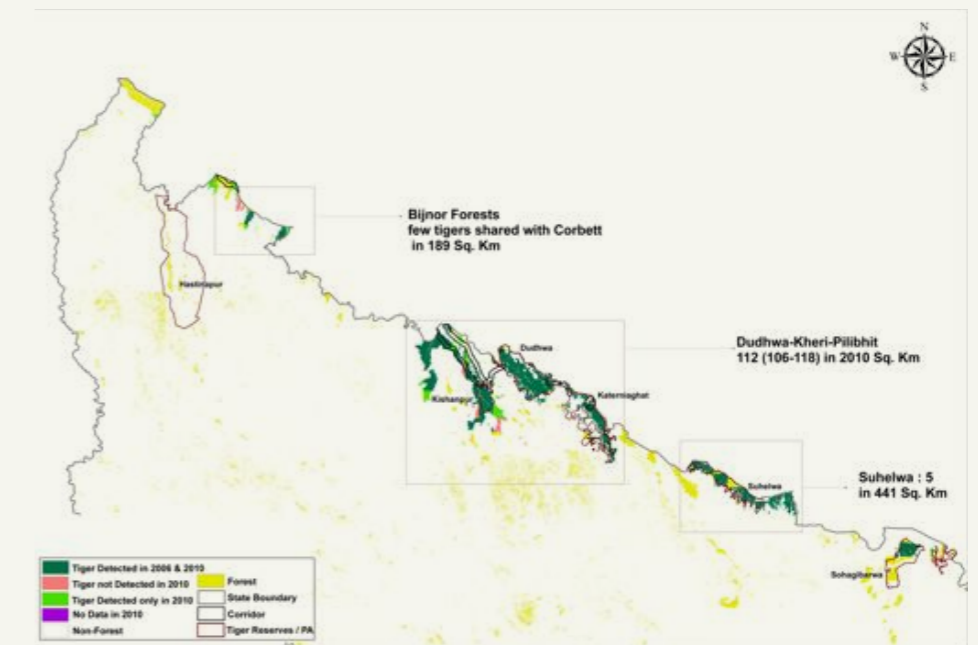 N
W E
S
Bijnor Forests
few tigers shared with Corbett
in 189 Sq. Km
Hastinapur
Dudhwa-Kheri-Pilibhit
112 (106-118) in 2010 Sq. Km
Dudhwa
Kishanpur
Katerniaghat
Suhelwa : 5
in 441 Sq. Km
Suhelwa
Sohagibarwa
Tiger Detected in 2006 & 2010
Tiger not Detected in 2010
Tiger Detected only in 2010
No Data in 2010
Non-Forest
Forest
State Boundary
Corridor
Tiger Reserves / PA